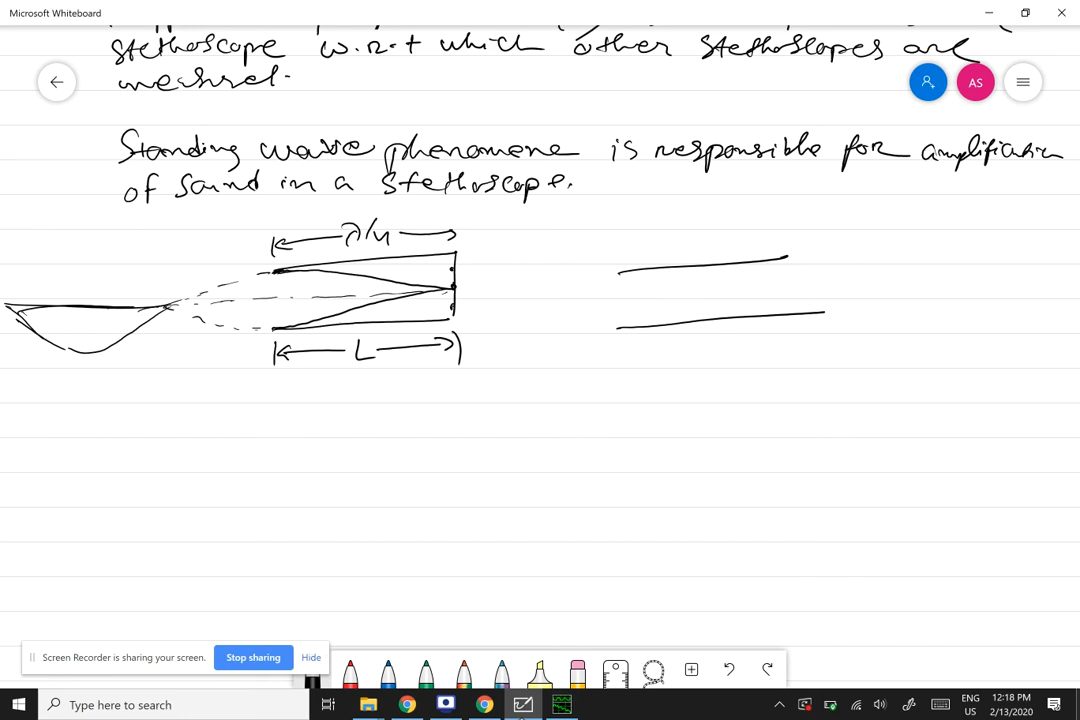 Microsoft Whiteboard
stethoscope w.r.t which other stethoscopes are
AS
Standing wave phenomene is responsible for amplification
of sound in a stethoscope.
λ/4
L
Screen Recorder is sharing your screen.
Stop sharing
Hide
Type here to search
ENG
US
12:18 PM
2/13/2020